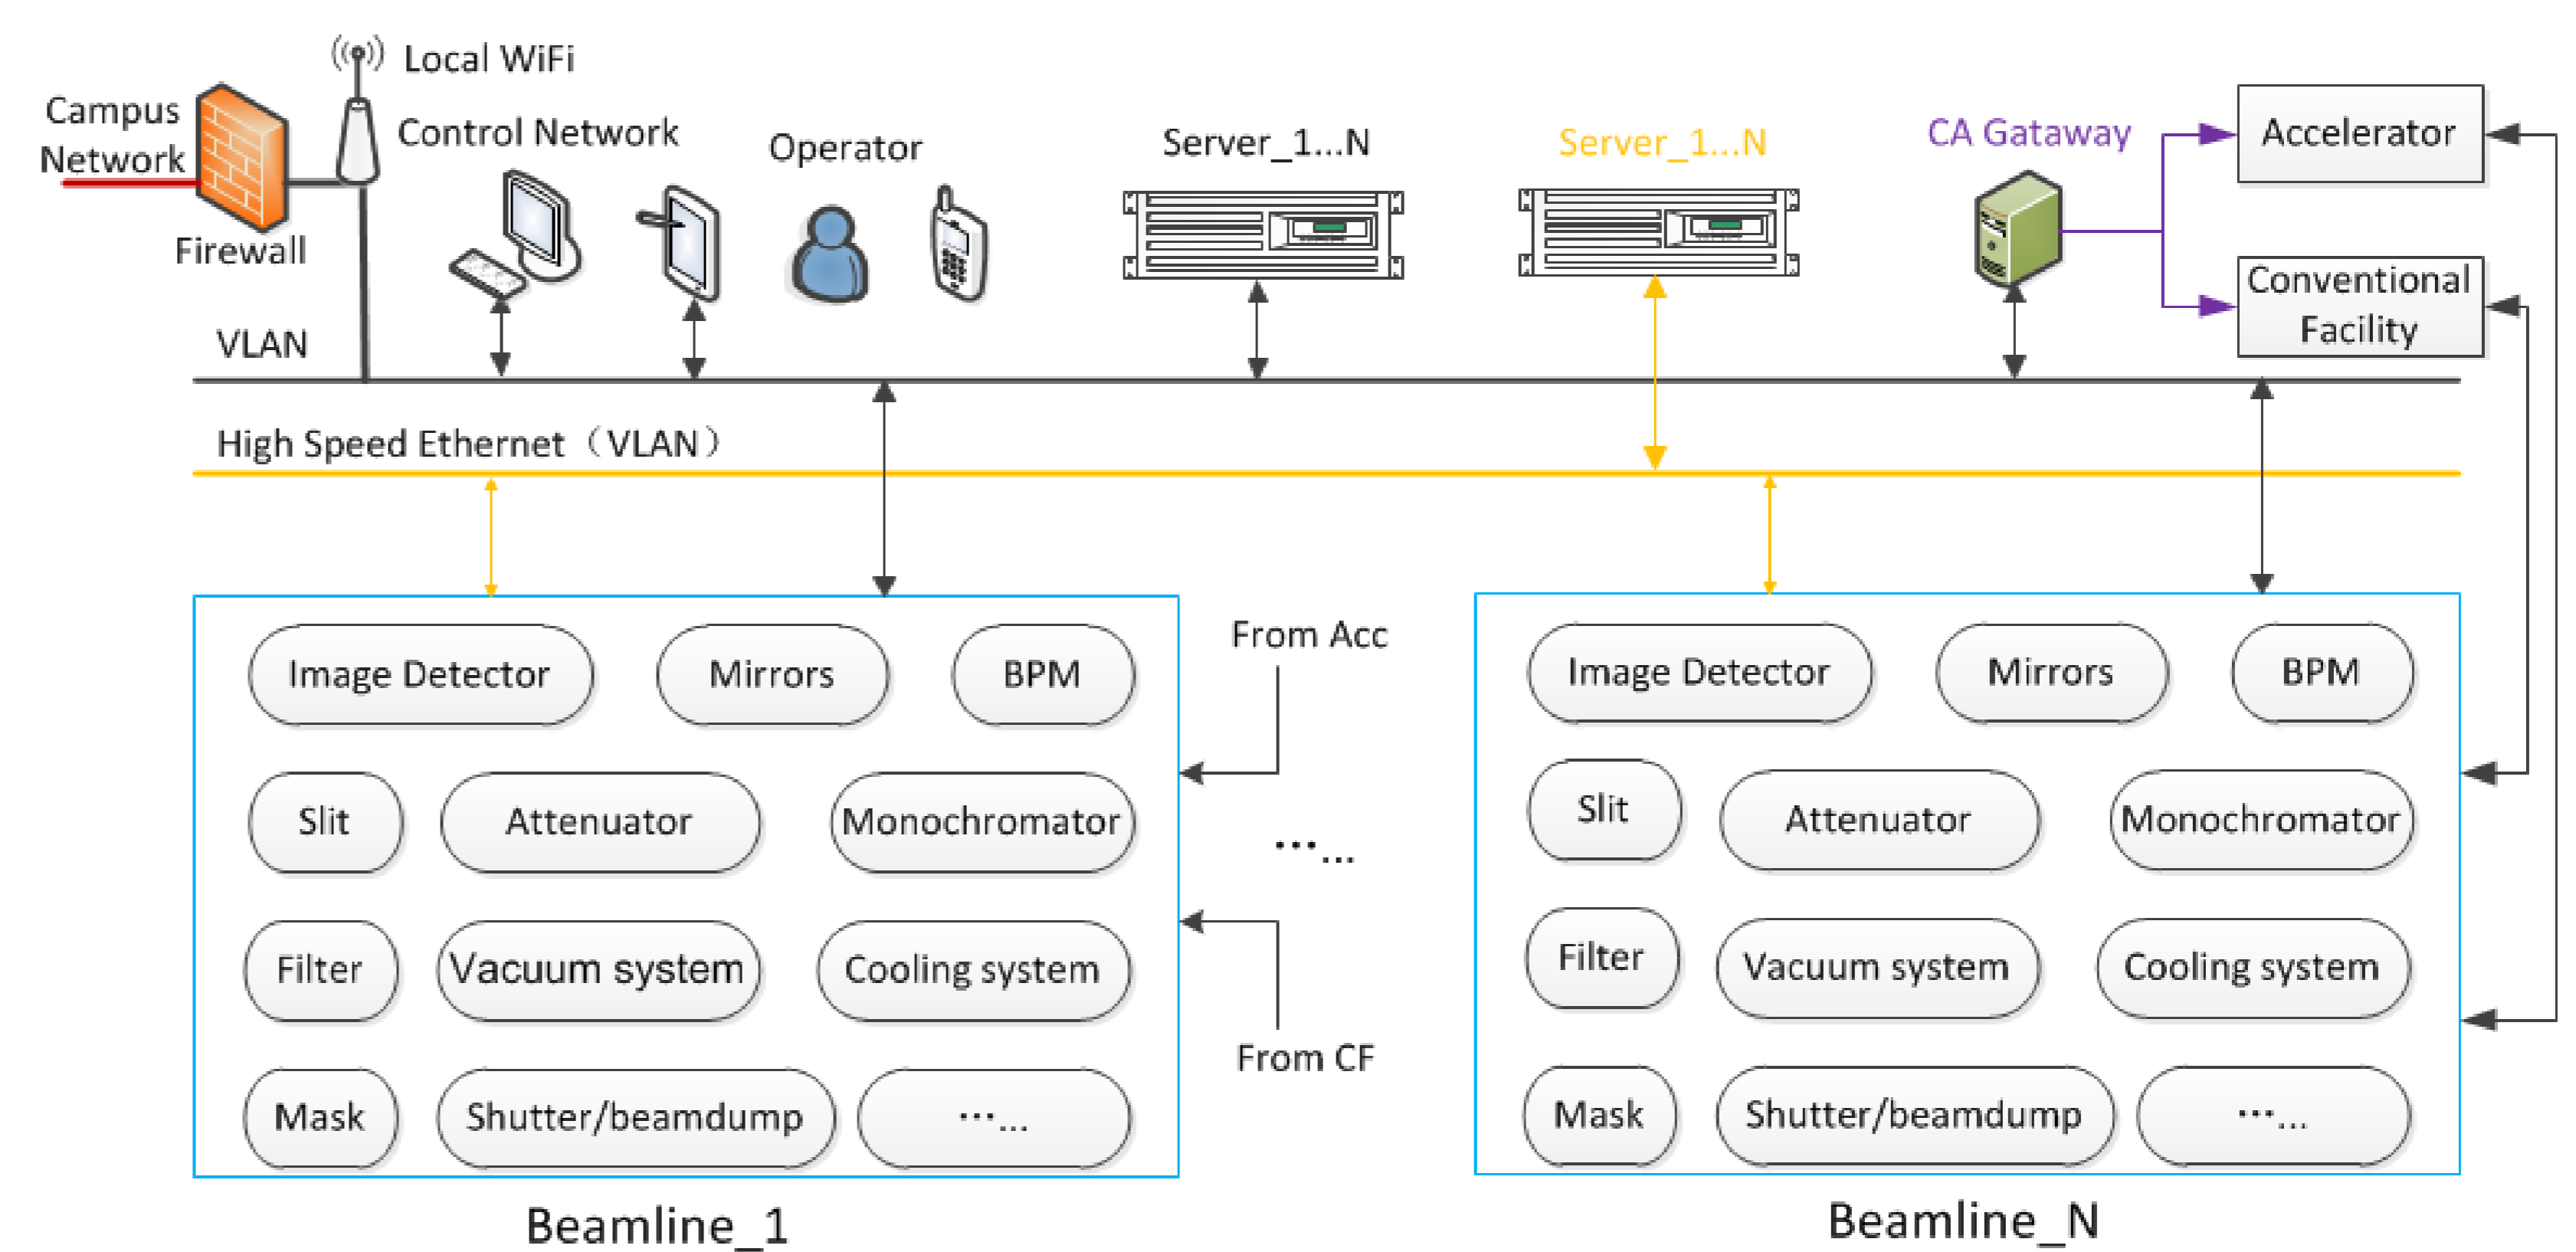 Local WiFi
Campus
Network
Control Network
Firewall
Operator
Server_1...N
Server_1...N
CA Gataway
Accelerator
Conventional
Facility
VLAN
High Speed Ethernet（VLAN）
Image Detector
Mirrors
BPM
Slit
Attenuator
Monochromator
Filter
Vacuum system
Cooling system
Mask
Shutter/beamdump
…...
Beamline_1
From Acc
…...
From CF
Image Detector
Mirrors
BPM
Slit
Attenuator
Monochromator
Filter
Vacuum system
Cooling system
Mask
Shutter/beamdump
…...
Beamline_N